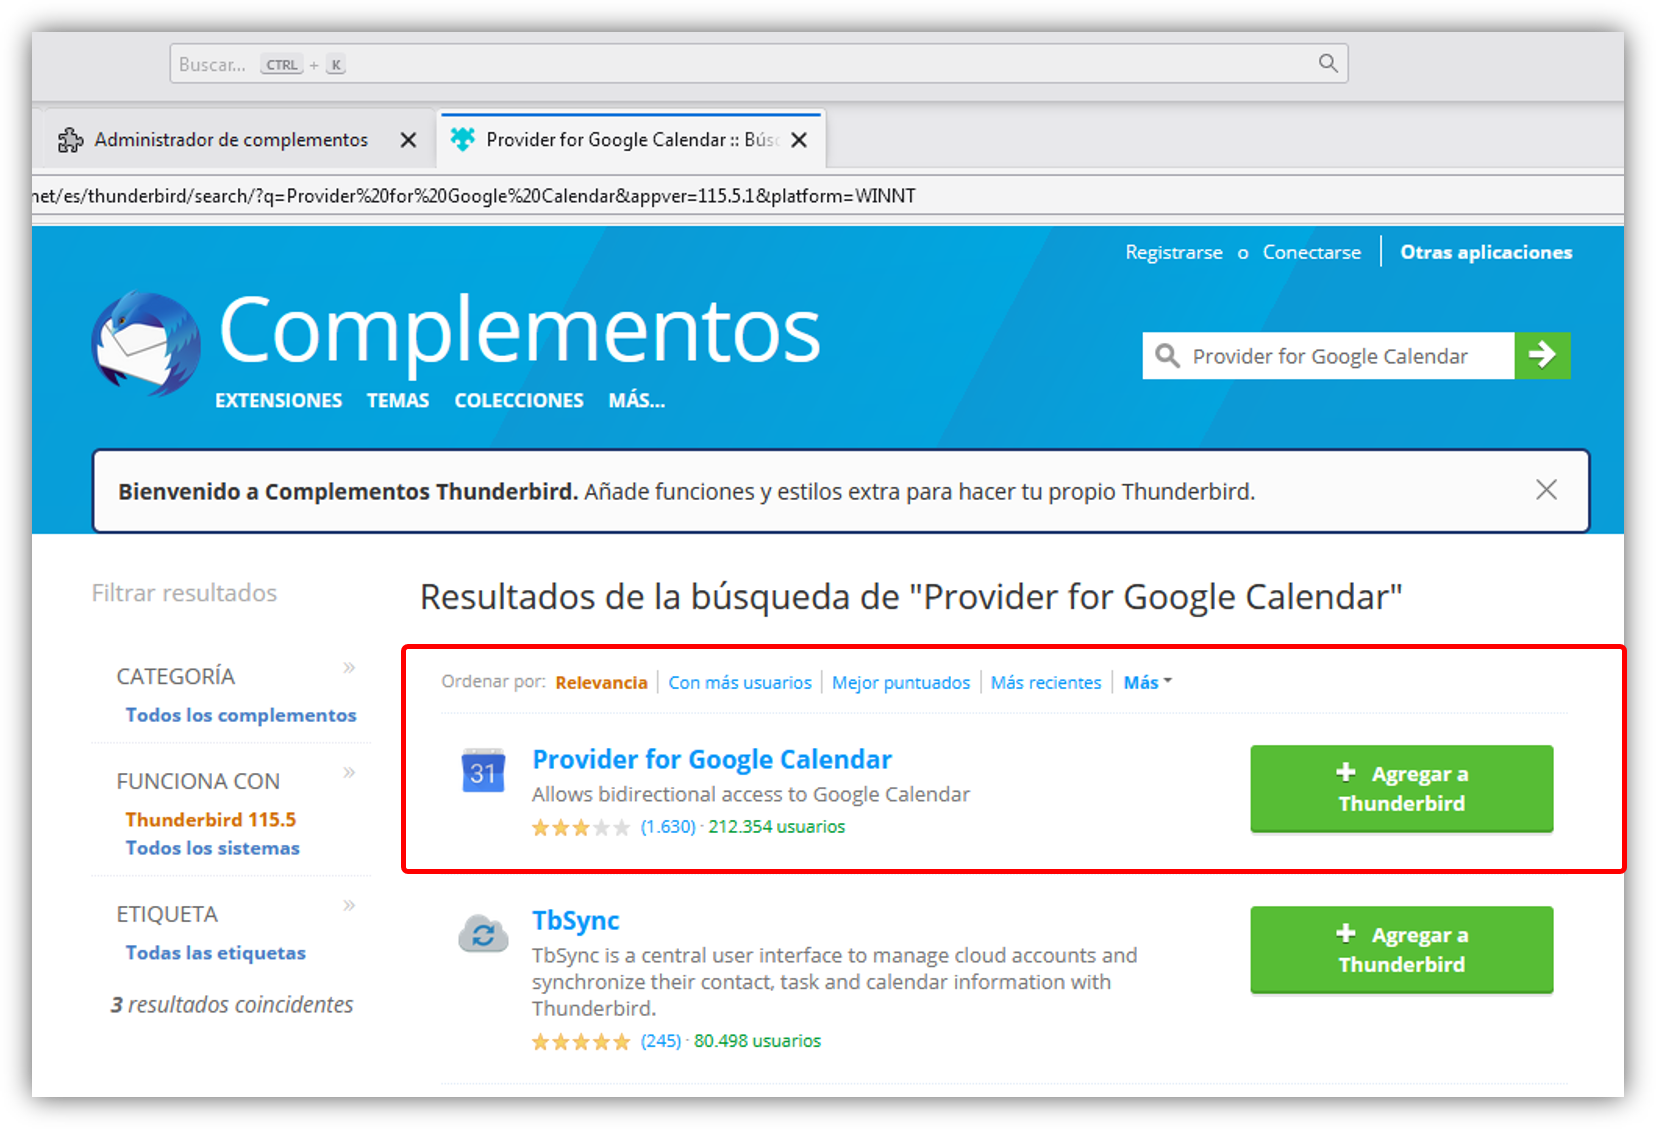 Buscar... CTRL + K
Administrador de complementos
Provider for Google Calendar :: Bús
net/es/thunderbird/search/?q=Provider%20for%20Google%20Calendar&appver=115.5.1&platform=WINNT
Registrarse o Conectarse Otras aplicaciones
Complementos
Provider for Google Calendar
EXTENSIONES TEMAS COLECCIONES MÁS...
Bienvenido a Complementos Thunderbird. Añade funciones y estilos extra para hacer tu propio Thunderbird.
Filtrar resultados
CATEGORÍA »
Todos los complementos
FUNCIONA CON »
Thunderbird 115.5
Todos los sistemas
ETIQUETA »
Todas las etiquetas
3 resultados coincidentes
Resultados de la búsqueda de "Provider for Google Calendar"
Ordenar por: Relevancia Con más usuarios Mejor puntuados Más recientes Más
31
Provider for Google Calendar
Allows bidirectional access to Google Calendar
(1.630) · 212.354 usuarios
Agregar a
Thunderbird
TbSync
TbSync is a central user interface to manage cloud accounts and
synchronize their contact, task and calendar information with
Thunderbird.
(245) · 80.498 usuarios
Agregar a
Thunderbird